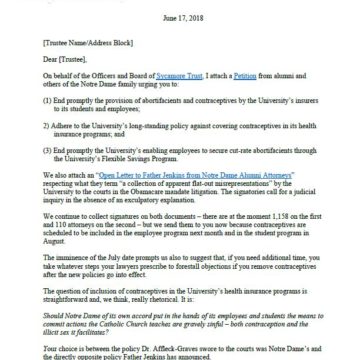 June 17, 2018
[Trustee Name/Address Block]
Dear [Trustee],
On behalf of the Officers and Board of Sycamore Trust, I attach a Petition from alumni and
others of the Notre Dame family urging you to:
(1) End promptly the provision of abortifacients and contraceptives by the University's insurers
to its students and employees;
2) Adhere to the University's long-standing policy against covering contraceptives in its health
insurance programs; and
(3) End promptly the University's enabling employees to secure cut-rate abortifacients through
the University's Flexible Savings Program.
We also attach an "Open Letter to Father Jenkins from Notre Dame Alumni Attorneys"
respecting what they term "a collection of apparent flat-out misrepresentations" by the
University to the courts in the Obamacare mandate litigation. The signatories call for a judicial
inquiry in the absence of an exculpatory explanation.
We continue to collect signatures on both documents – there are at the moment 1,158 on the first
and 110 attorneys on the second – but we send them to you now because contraceptives are
scheduled to be included in the employee program next month and in the student program in
August.
The imminence of the July date prompts us also to suggest that, if you need additional time, you
take whatever steps your lawyers prescribe to forestall objections if you remove contraceptives
after the new policies go into effect.
The question of inclusion of contraceptives in the University's health insurance programs is
straightforward and, we think, really rhetorical. It is:
Should Notre Dame of its own accord put in the hands of its employees and students the means to
commit actions the Catholic Church teaches are gravely sinful – both contraception and the
illicit sex it facilitates?
Your choice is between the policy Dr. Affleck-Graves swore to the courts was Notre Dame's and
the directly opposite policy Father Jenkins has announced.